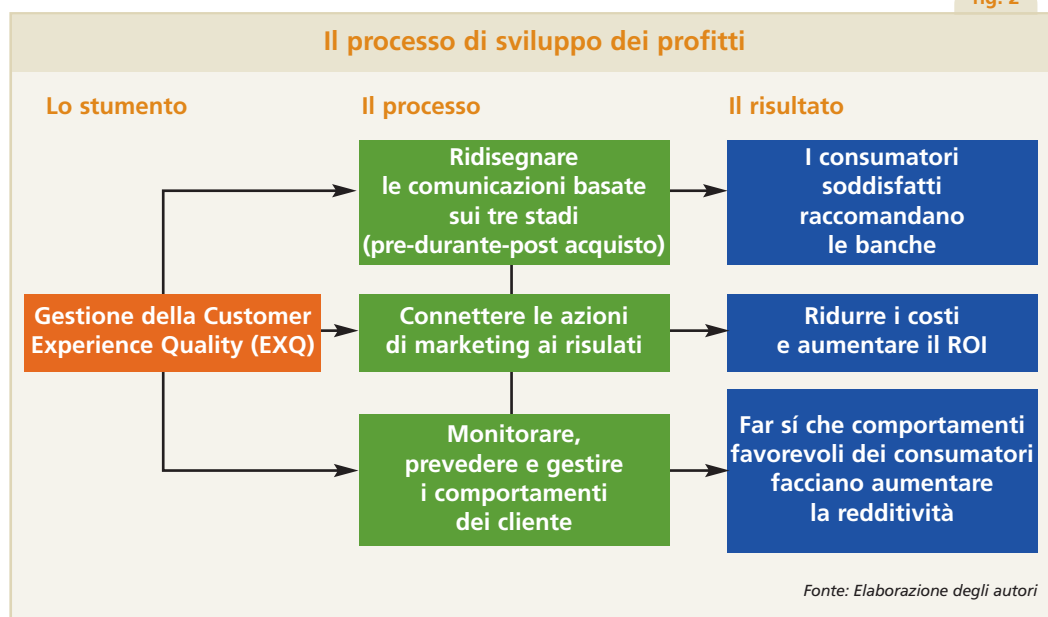 fig. 2
Il processo di sviluppo dei profitti
Lo stumento
Il processo
Il risultato
Gestione della Customer
Experience Quality (EXQ)
Ridisegnare
le comunicazioni basate
sui tre stadi
(pre-durante-post acquisto)
I consumatori
soddisfatti
raccomandano
le banche
Connettere le azioni
di marketing ai risulati
Ridurre i costi
e aumentare il ROI
Monitorare,
prevedere e gestire
i comportamenti
dei cliente
Far sí che comportamenti
favorevoli dei consumatori
facciano aumentare
la redditività
Fonte: Elaborazione degli autori